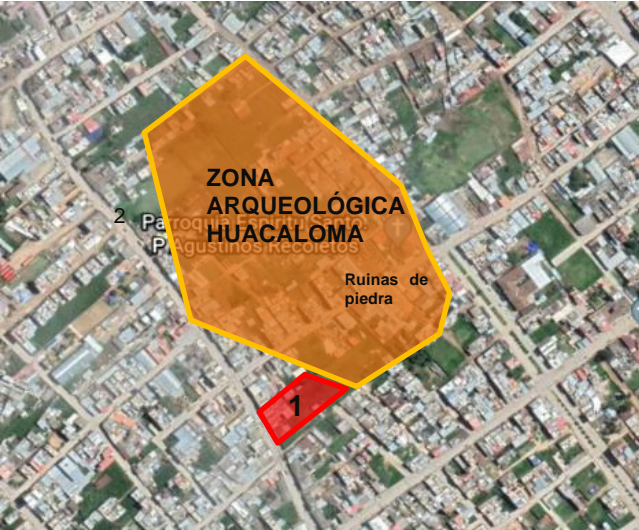 ZONA
ARQUEOLÓGICA
HUACALOMA
2
Parroquia Espíritu Santo
P. Agustinos Recoletos
Ruinas de
piedra
1